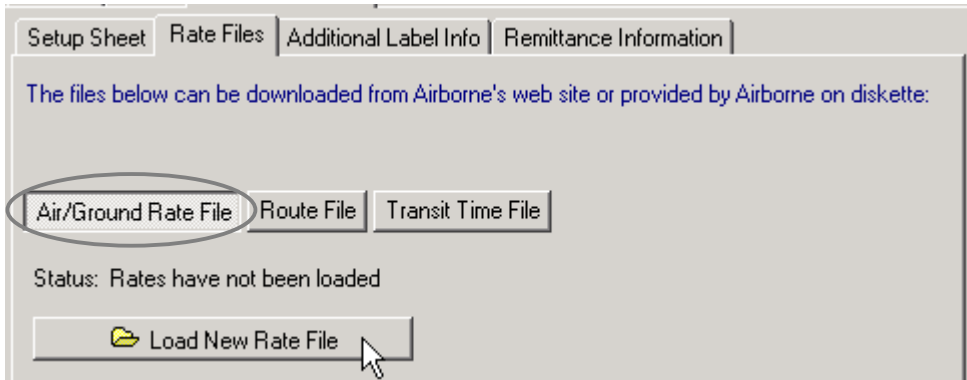 Setup Sheet Rate Files Additional Label Info Remittance Information
The files below can be downloaded from Airborne's web site or provided by Airborne on diskette:
Air/Ground Rate File Route File Transit Time File
Status: Rates have not been loaded
Load New Rate File